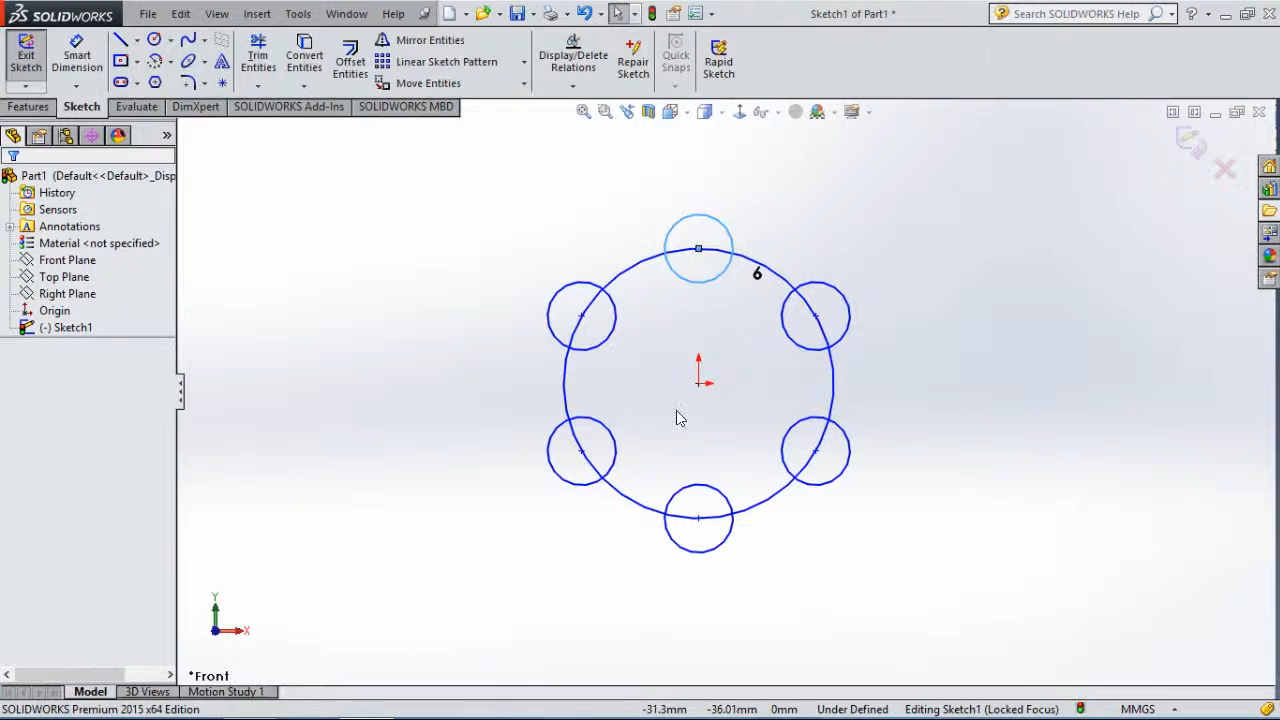 SOLIDWORKS File Edit View Insert Tools Window Help Sketch1 of Part1 * Search SOLIDWORKS Help ?
Exit Sketch
Smart Dimension
Trim Entities
Convert Entities
Offset Entities
Mirror Entities
Linear Sketch Pattern
Move Entities
Display/Delete Relations
Repair Sketch
Quick Snaps
Rapid Sketch
Features Sketch Evaluate DimXpert SOLIDWORKS Add-Ins SOLIDWORKS MBD
Part1 (Default<<Default>_Disp
History
Sensors
Annotations
Material <not specified>
Front Plane
Top Plane
Right Plane
Origin
(-) Sketch1
6
Y
X
*Front
Model 3D Views Motion Study 1
SOLIDWORKS Premium 2015 x64 Edition -31.3mm -36.01mm 0mm Under Defined Editing Sketch1 (Locked Focus) MMGS